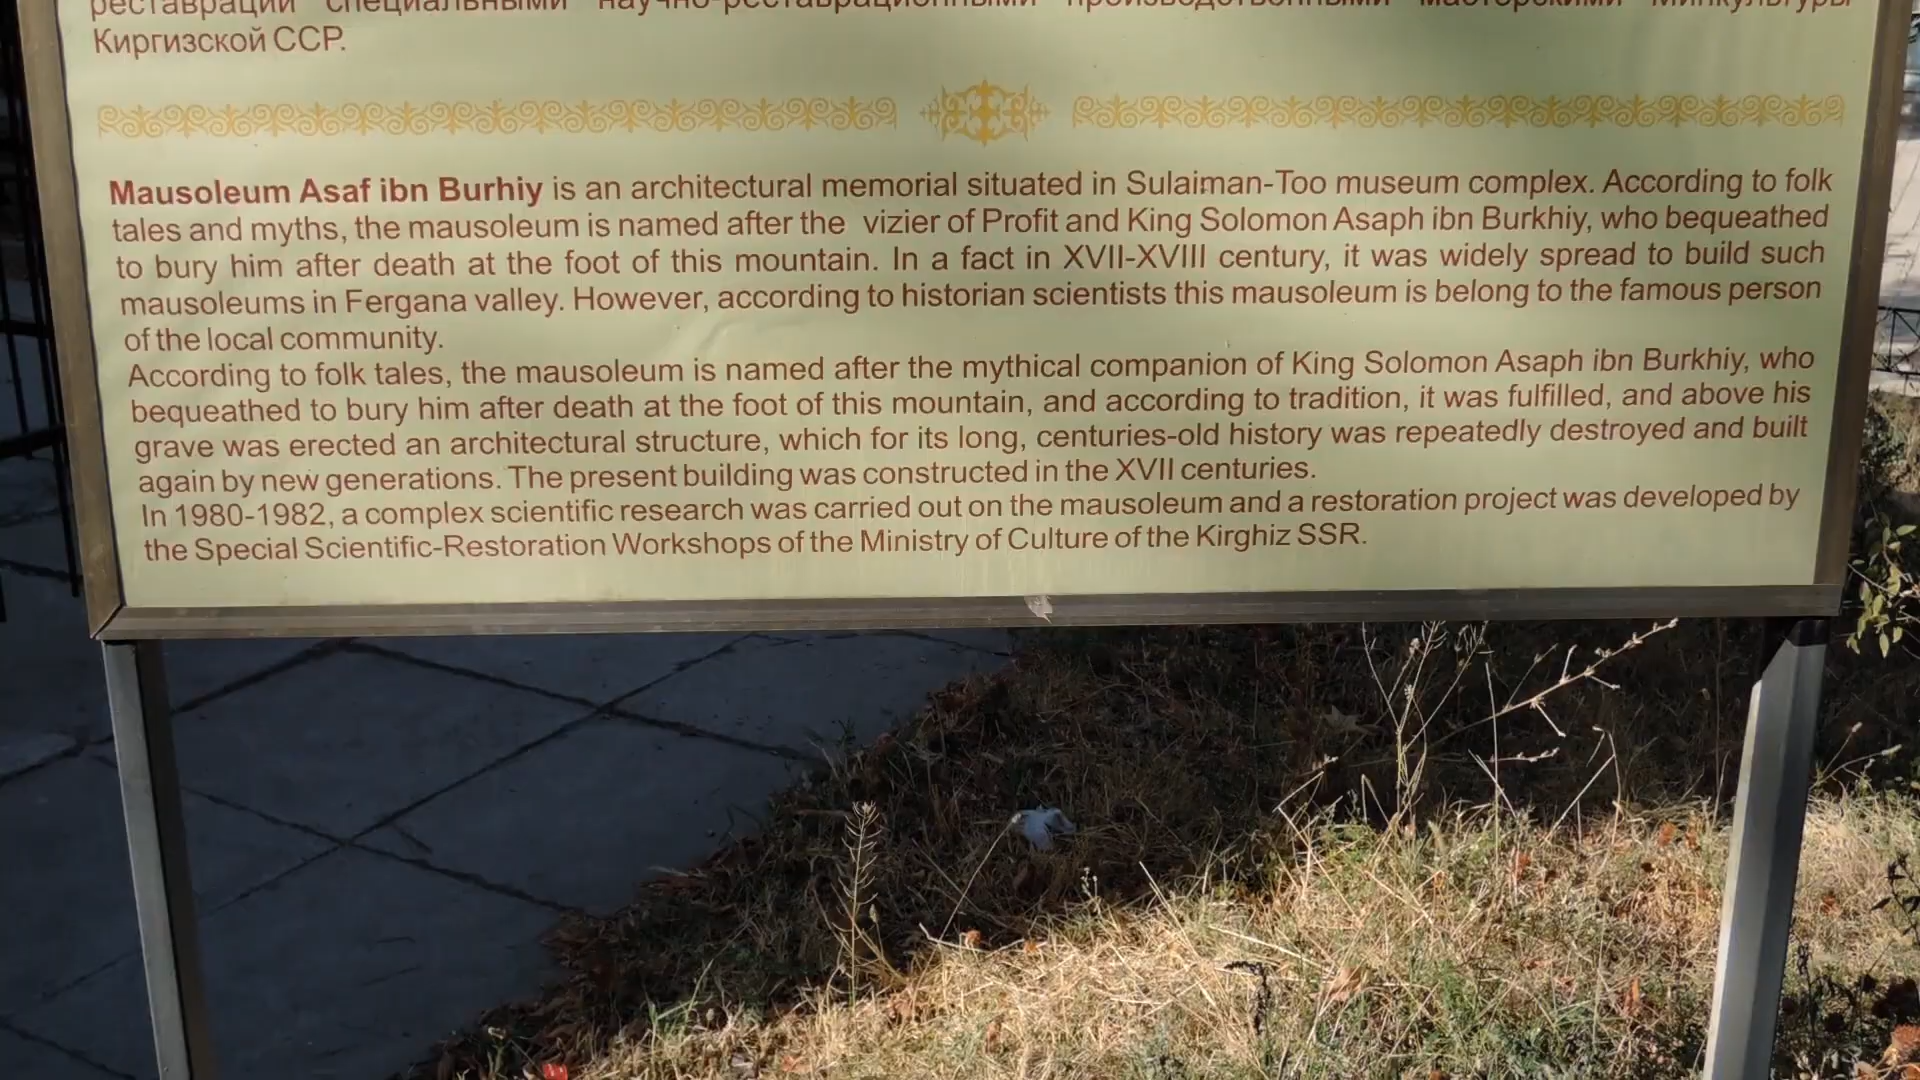 реставрации специальными научно-реставрационными производственными мастерскими Минкультуры
Киргизской ССР.
Mausoleum Asaf ibn Burhiy is an architectural memorial situated in Sulaiman-Too museum complex. According to folk
tales and myths, the mausoleum is named after the vizier of Profit and King Solomon Asaph ibn Burkhiy, who bequeathed
to bury him after death at the foot of this mountain. In a fact in XVII-XVIII century, it was widely spread to build such
mausoleums in Fergana valley. However, according to historian scientists this mausoleum is belong to the famous person
of the local community.
According to folk tales, the mausoleum is named after the mythical companion of King Solomon Asaph ibn Burkhiy, who
bequeathed to bury him after death at the foot of this mountain, and according to tradition, it was fulfilled, and above his
grave was erected an architectural structure, which for its long, centuries-old history was repeatedly destroyed and built
again by new generations. The present building was constructed in the XVII centuries.
In 1980-1982, a complex scientific research was carried out on the mausoleum and a restoration project was developed by
the Special Scientific-Restoration Workshops of the Ministry of Culture of the Kirghiz SSR.